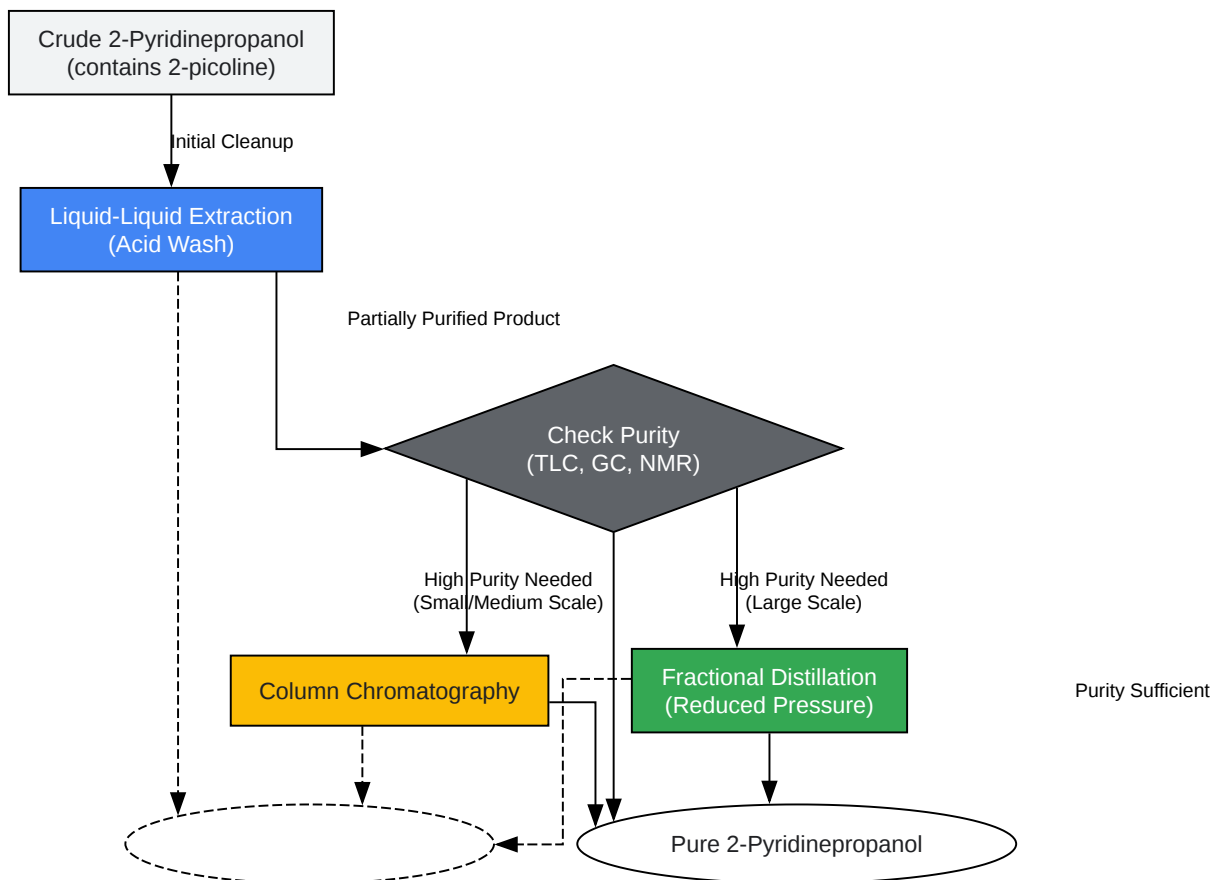 Crude 2-Pyridinepropanol
(contains 2-picoline)
Initial Cleanup
Liquid-Liquid Extraction
(Acid Wash)
Partially Purified Product
Check Purity
(TLC, GC, NMR)
High Purity Needed
(Small/Medium Scale)
High Purity Needed
(Large Scale)
Column Chromatography
Fractional Distillation
(Reduced Pressure)
Purity Sufficient
Pure 2-Pyridinepropanol